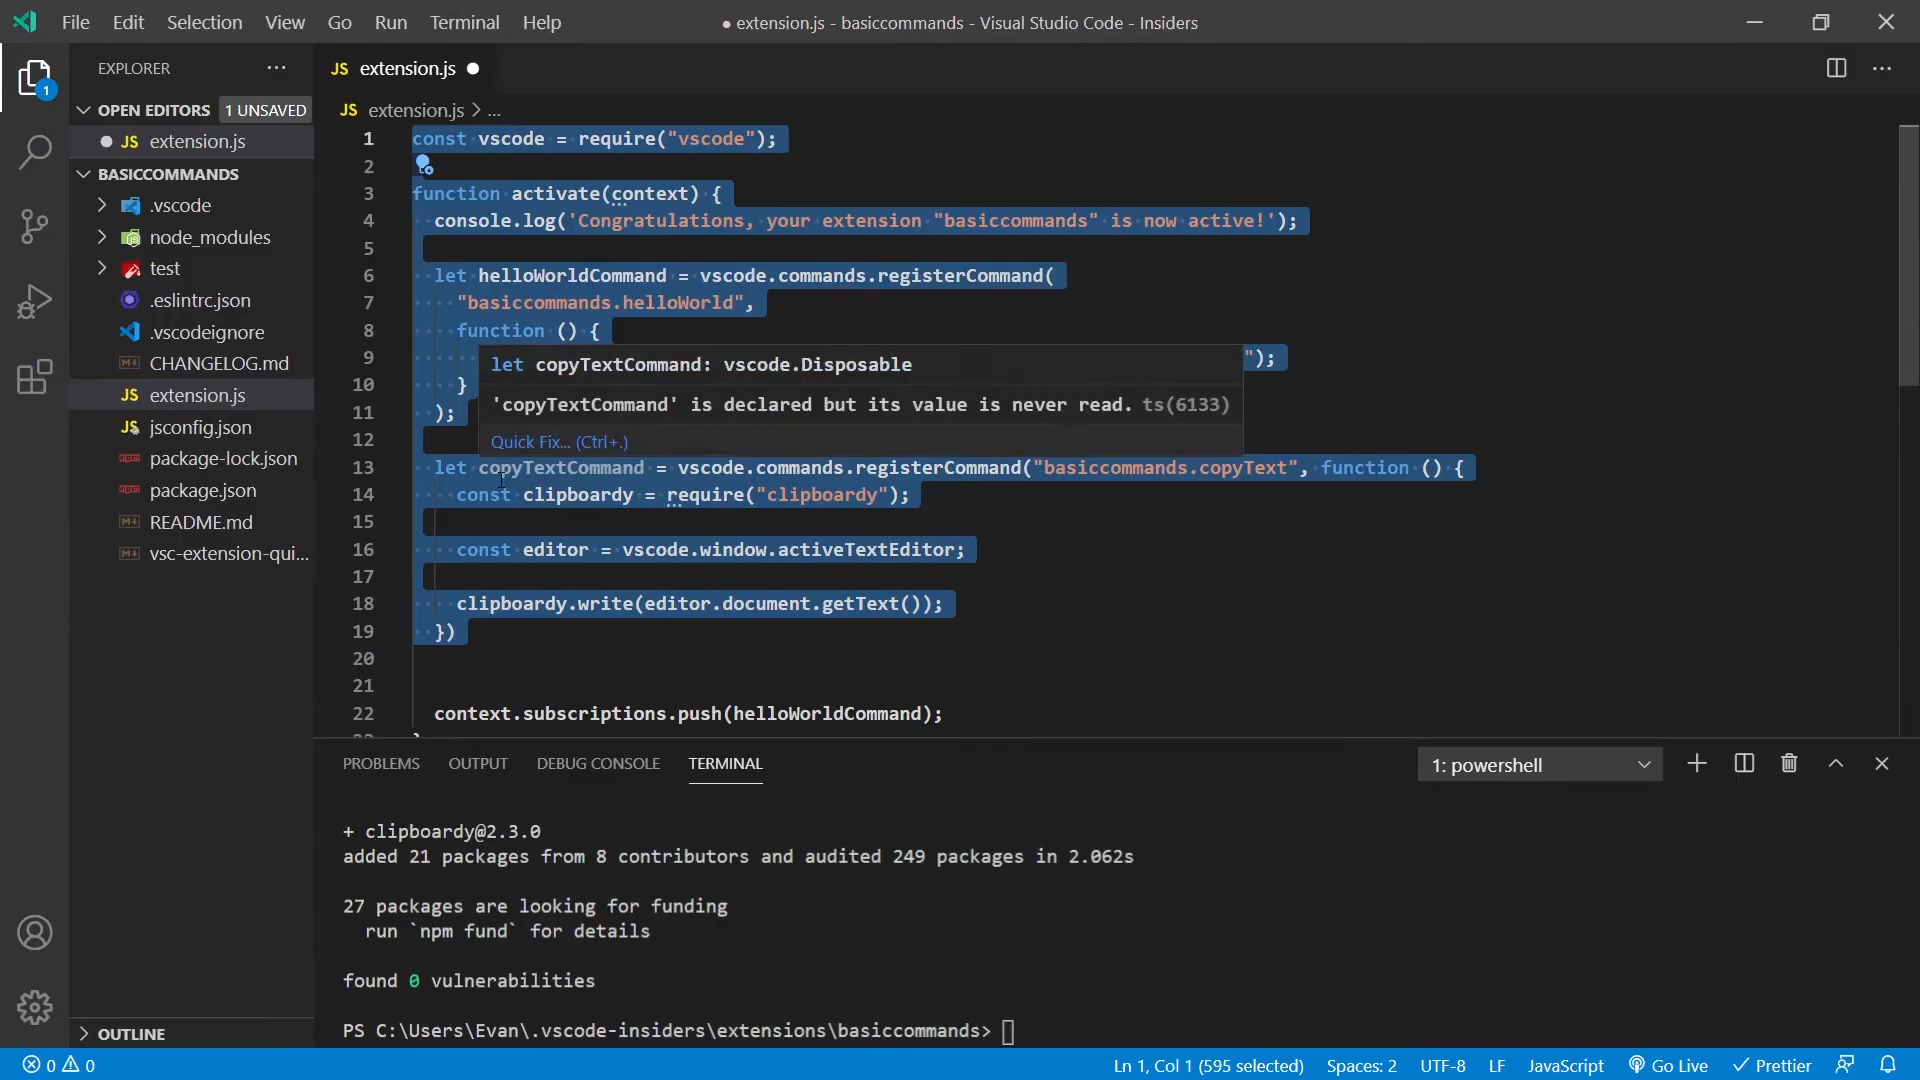 File Edit Selection View Go Run Terminal Help
● extension.js - basiccommands - Visual Studio Code - Insiders
EXPLORER
OPEN EDITORS 1 UNSAVED
JS extension.js
BASICCOMMANDS
.vscode
node_modules
test
.eslintrc.json
.vscodeignore
CHANGELOG.md
JS extension.js
jsconfig.json
package-lock.json
package.json
README.md
vsc-extension-qui...
OUTLINE
1
JS extension.js
JS extension.js > ...
1 const vscode = require("vscode");
2
3 function activate(context) {
4 console.log('Congratulations, your extension "basiccommands" is now active!');
5
6 let helloWorldCommand = vscode.commands.registerCommand(
7 "basiccommands.helloWorld",
8 function () {
9 ");
10 }
11 );
12
let copyTextCommand: vscode.Disposable
'copyTextCommand' is declared but its value is never read. ts(6133)
Quick Fix... (Ctrl+.)
13 let copyTextCommand = vscode.commands.registerCommand("basiccommands.copyText", function () {
14 const clipboardy = require("clipboardy");
15
16 const editor = vscode.window.activeTextEditor;
17
18 clipboardy.write(editor.document.getText());
19 })
20
21
22 context.subscriptions.push(helloWorldCommand);
PROBLEMS OUTPUT DEBUG CONSOLE TERMINAL
1: powershell
+ clipboardy@2.3.0
added 21 packages from 8 contributors and audited 249 packages in 2.062s
27 packages are looking for funding
run `npm fund` for details
found 0 vulnerabilities
PS C:\Users\Evan\.vscode-insiders\extensions\basiccommands>
0 0
Ln 1, Col 1 (595 selected) Spaces: 2 UTF-8 LF JavaScript Go Live Prettier